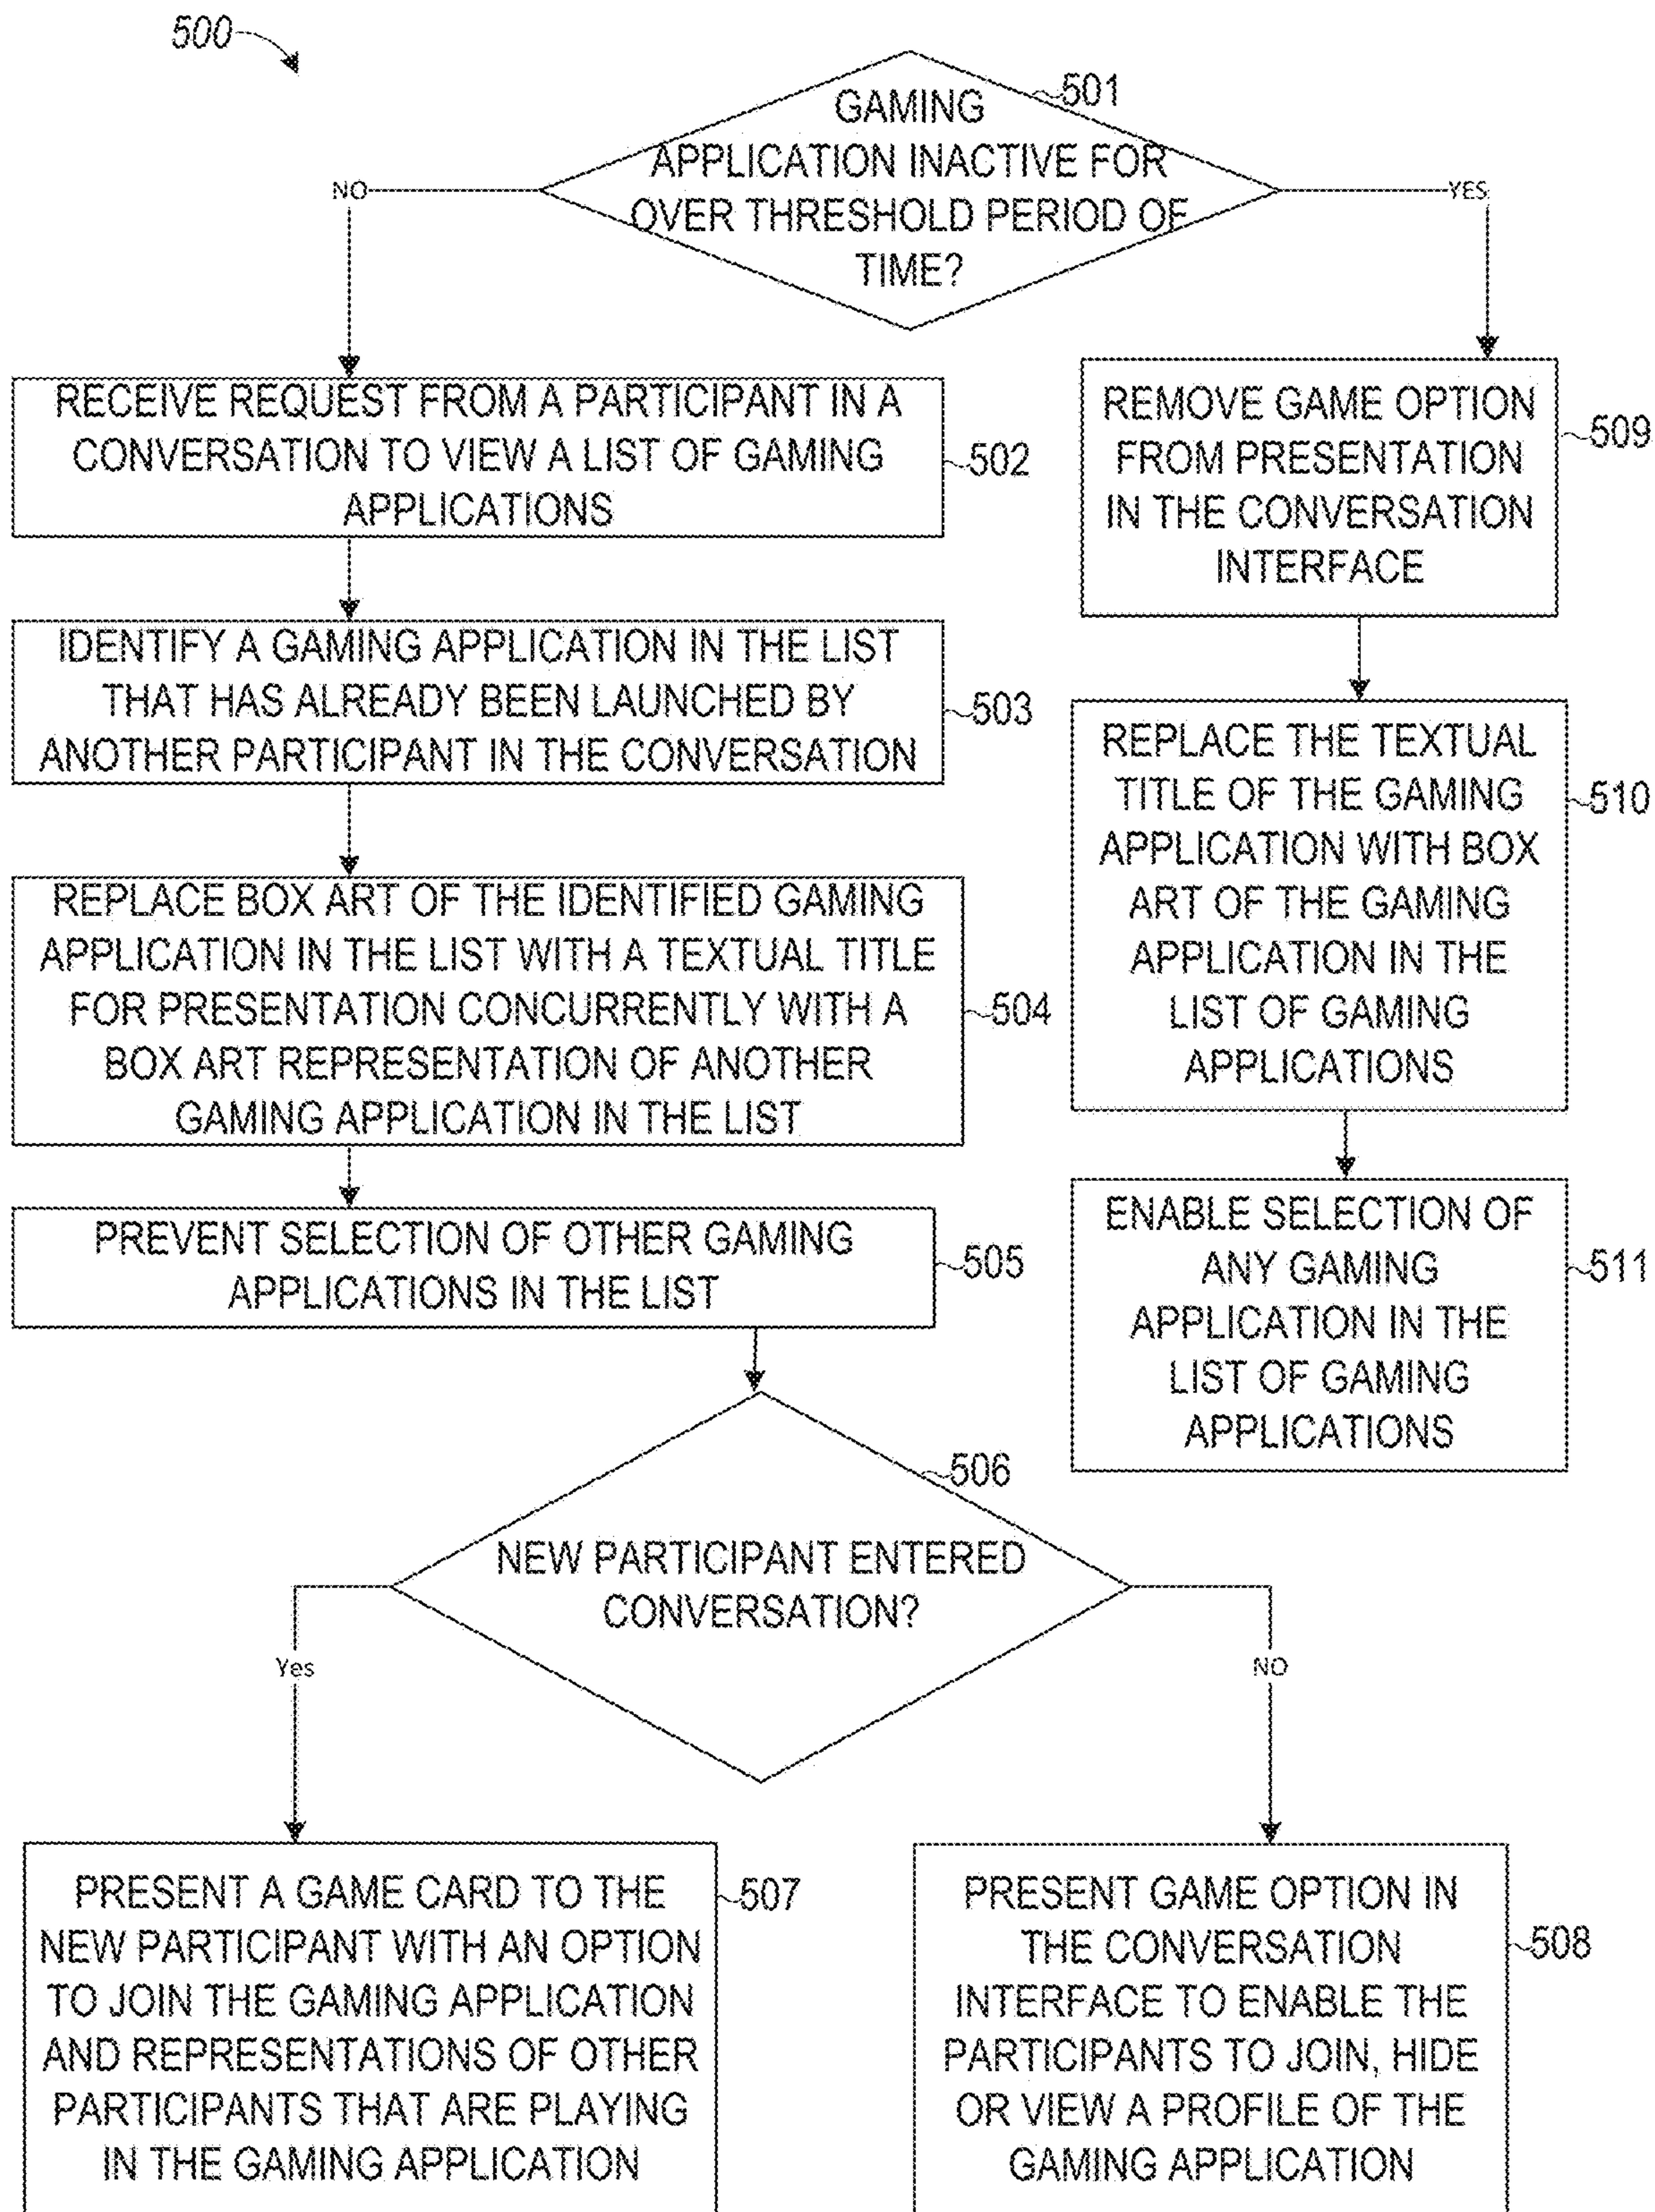 500
501
GAMING
APPLICATION INACTIVE FOR
OVER THRESHOLD PERIOD OF
TIME?
NO
YES
RECEIVE REQUEST FROM A PARTICIPANT IN A
CONVERSATION TO VIEW A LIST OF GAMING
APPLICATIONS
502
IDENTIFY A GAMING APPLICATION IN THE LIST
THAT HAS ALREADY BEEN LAUNCHED BY
ANOTHER PARTICIPANT IN THE CONVERSATION
503
REPLACE BOX ART OF THE IDENTIFIED GAMING
APPLICATION IN THE LIST WITH A TEXTUAL TITLE
FOR PRESENTATION CONCURRENTLY WITH A
BOX ART REPRESENTATION OF ANOTHER
GAMING APPLICATION IN THE LIST
504
PREVENT SELECTION OF OTHER GAMING
APPLICATIONS IN THE LIST
505
REMOVE GAME OPTION
FROM PRESENTATION
IN THE CONVERSATION
INTERFACE
509
REPLACE THE TEXTUAL
TITLE OF THE GAMING
APPLICATION WITH BOX
ART OF THE GAMING
APPLICATION IN THE
LIST OF GAMING
APPLICATIONS
510
ENABLE SELECTION OF
ANY GAMING
APPLICATION IN THE
LIST OF GAMING
APPLICATIONS
511
506
NEW PARTICIPANT ENTERED
CONVERSATION?
Yes
NO
PRESENT A GAME CARD TO THE
NEW PARTICIPANT WITH AN OPTION
TO JOIN THE GAMING APPLICATION
AND REPRESENTATIONS OF OTHER
PARTICIPANTS THAT ARE PLAYING
IN THE GAMING APPLICATION
507
PRESENT GAME OPTION IN
THE CONVERSATION
INTERFACE TO ENABLE THE
PARTICIPANTS TO JOIN, HIDE
OR VIEW A PROFILE OF THE
GAMING APPLICATION
508